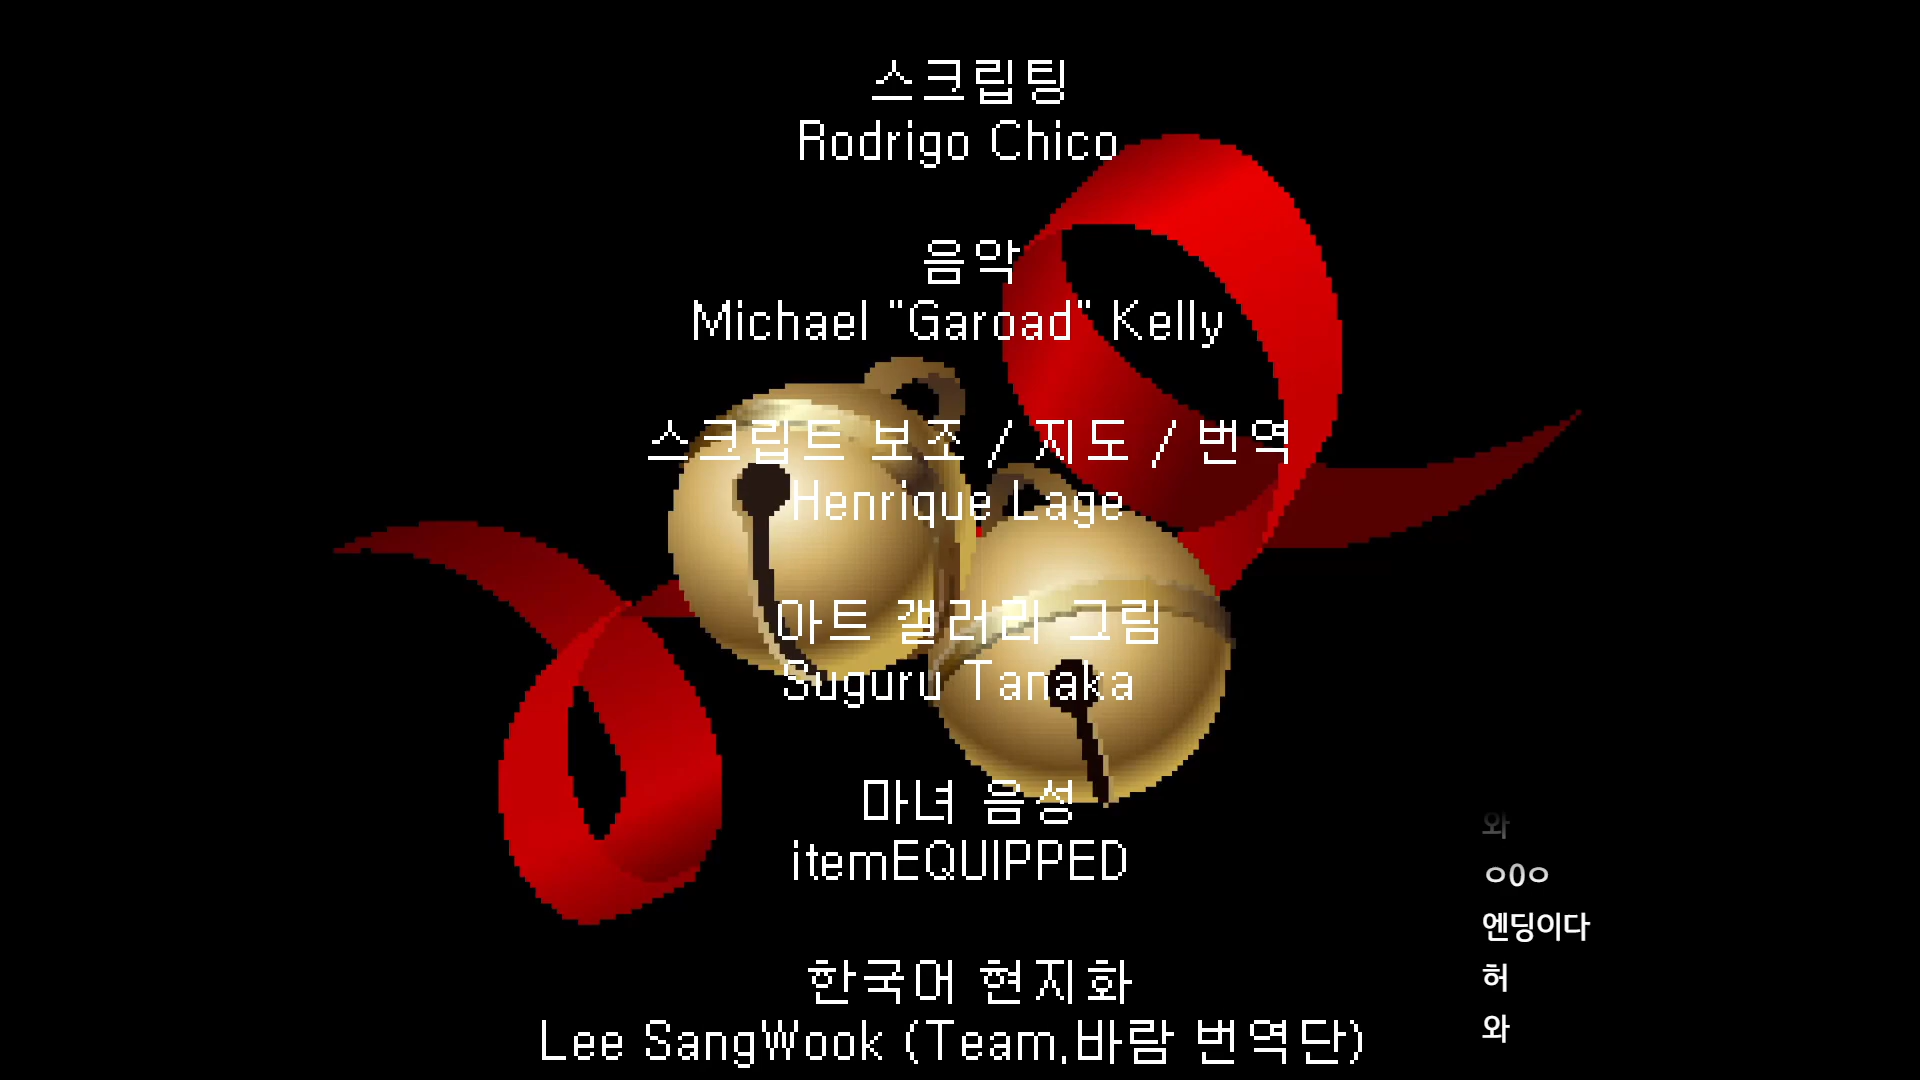 스크립팅
Rodrigo Chico
음악
Michael "Garoad" Kelly
스크립트 보조 / 지도 / 번역
Henrique Lage
아트 갤러리 그림
Suguru Tanaka
마녀 음성
itemEQUIPPED
한국어 현지화
Lee SangWook (Team.바람 번역단)
와
ㅇ0ㅇ
엔딩이다
허
와